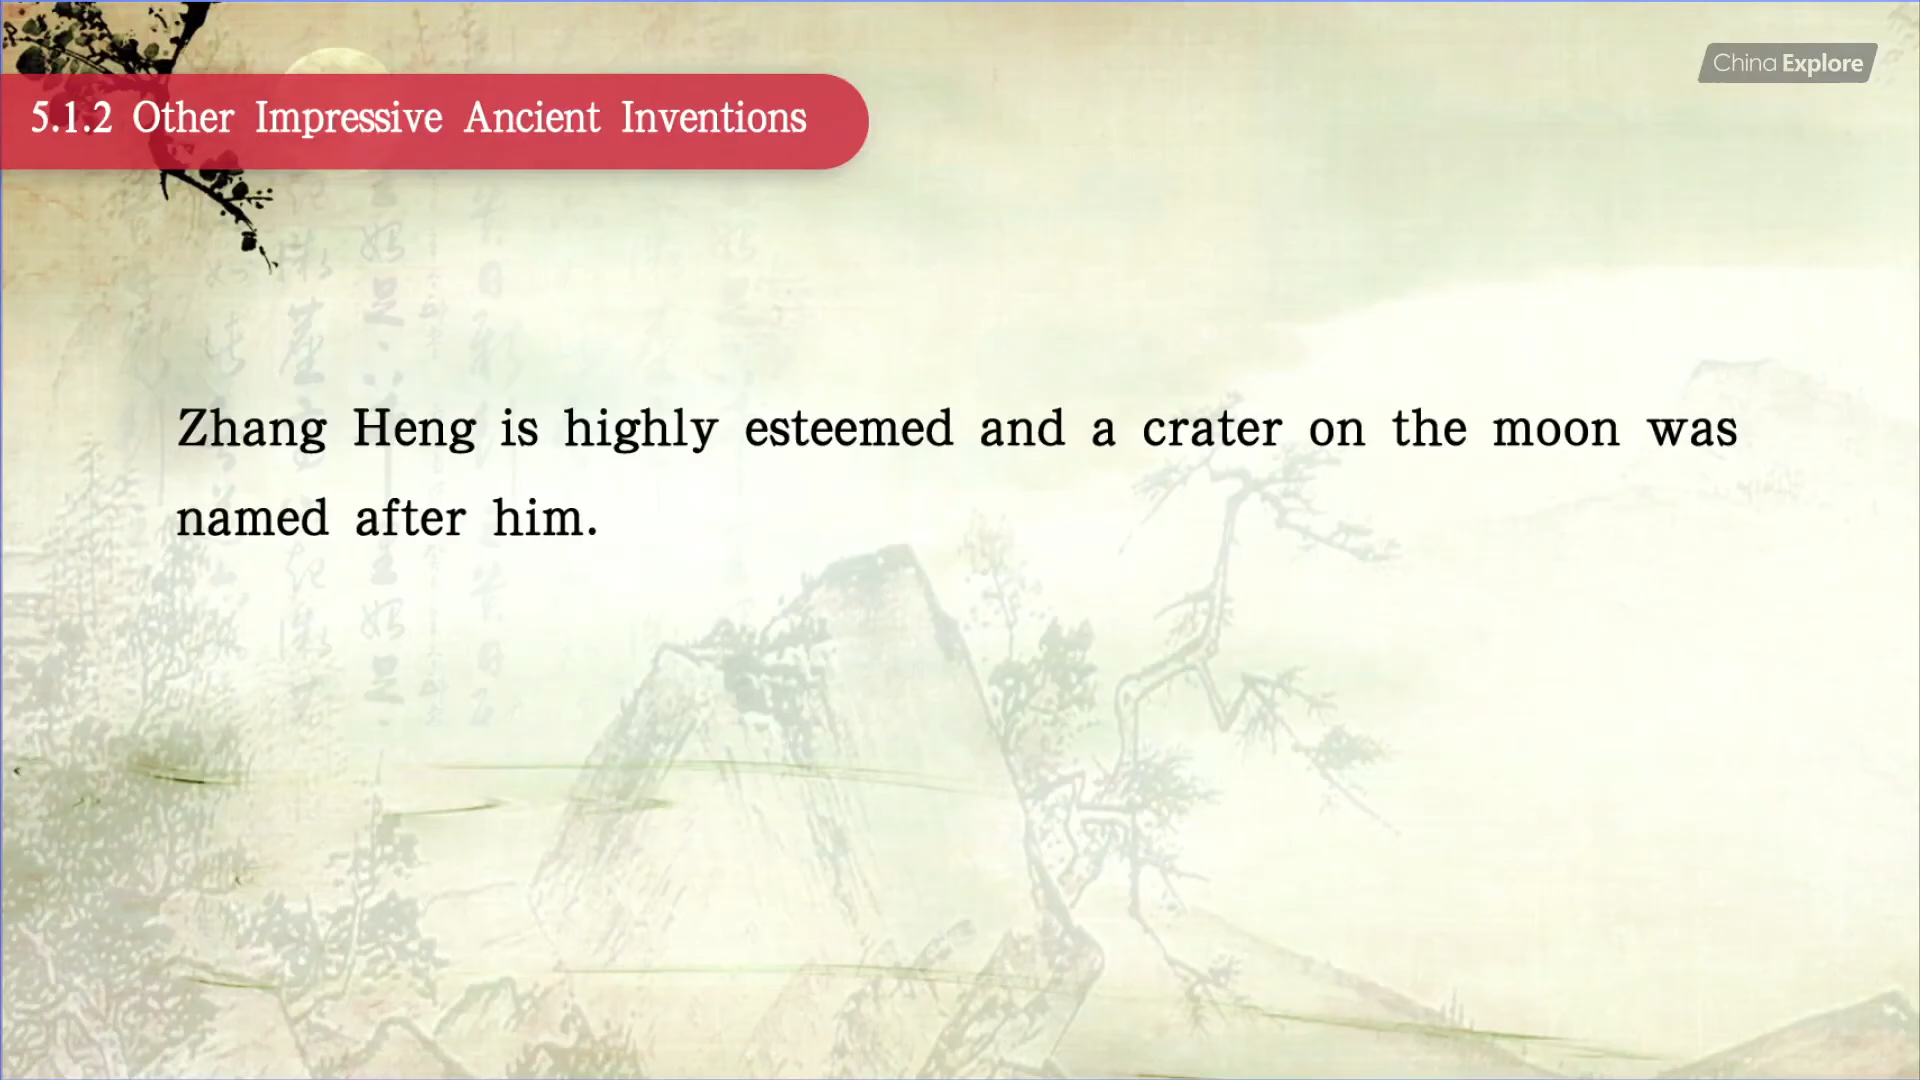 China Explore
5.1.2 Other Impressive Ancient Inventions
Zhang Heng is highly esteemed and a crater on the moon was
named after him.